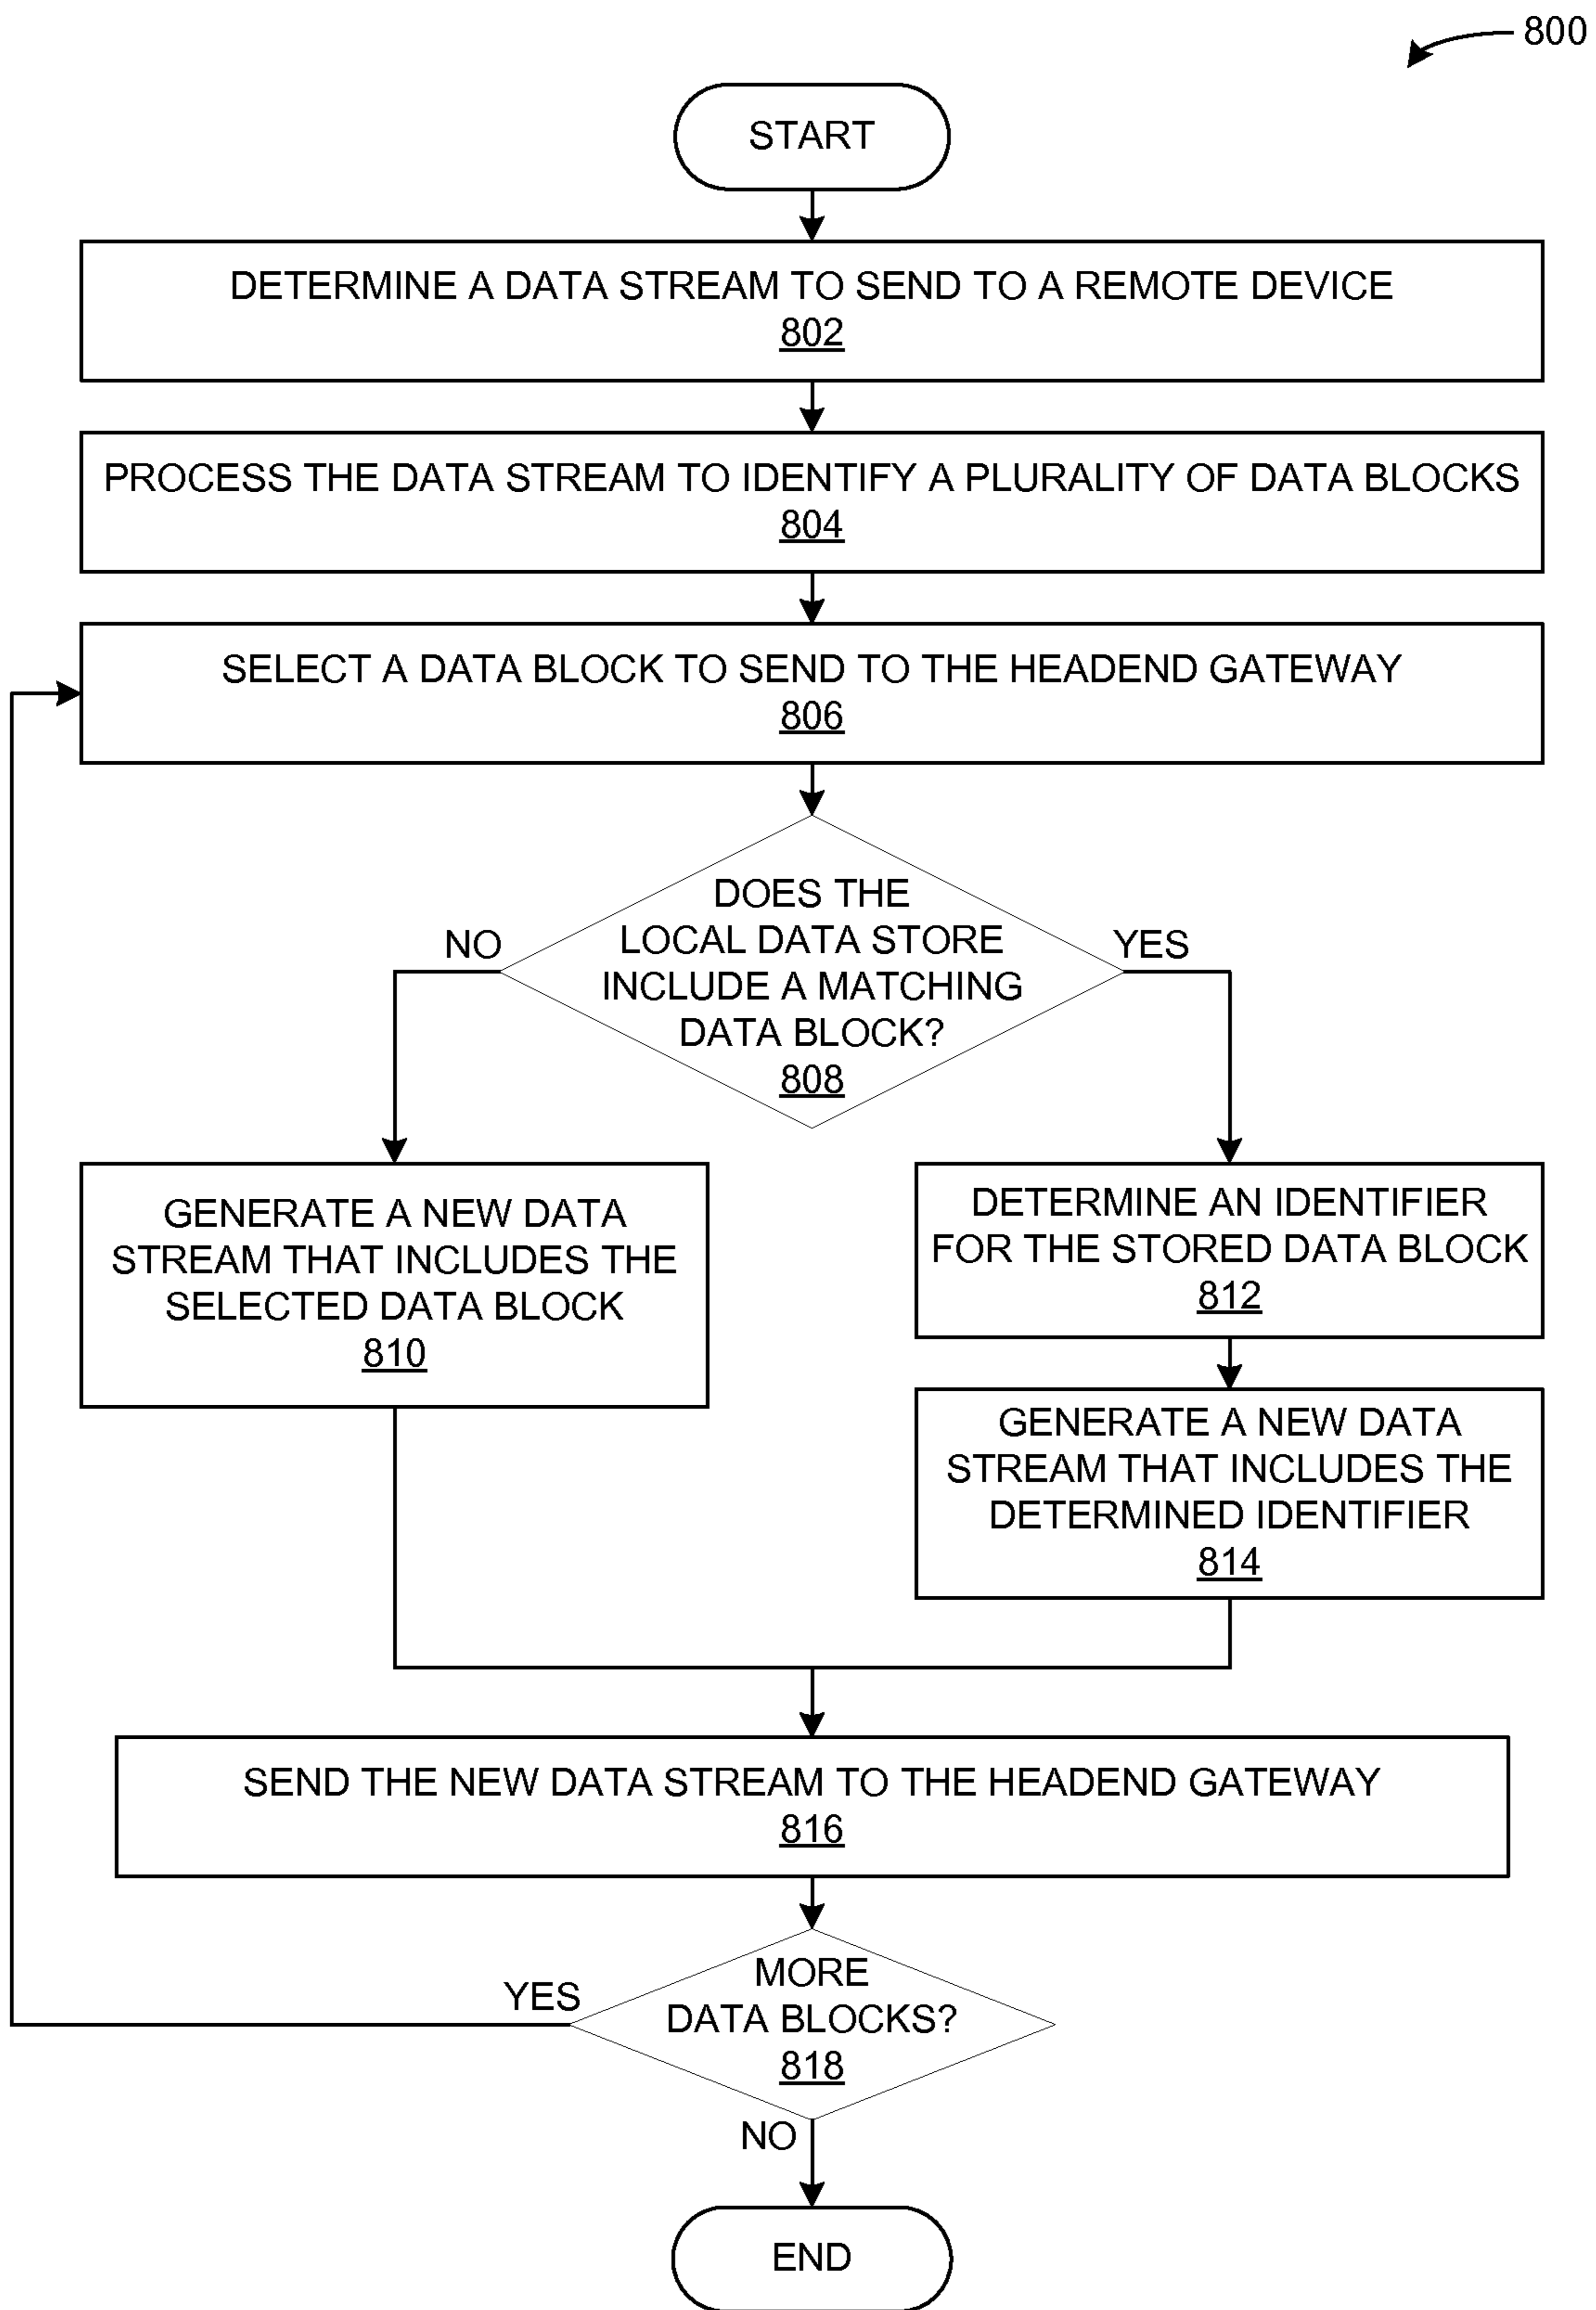 800
START
DETERMINE A DATA STREAM TO SEND TO A REMOTE DEVICE
802
PROCESS THE DATA STREAM TO IDENTIFY A PLURALITY OF DATA BLOCKS
804
SELECT A DATA BLOCK TO SEND TO THE HEADEND GATEWAY
806
DOES THE
LOCAL DATA STORE
INCLUDE A MATCHING
DATA BLOCK?
808
NO
YES
GENERATE A NEW DATA
STREAM THAT INCLUDES THE
SELECTED DATA BLOCK
810
DETERMINE AN IDENTIFIER
FOR THE STORED DATA BLOCK
812
GENERATE A NEW DATA
STREAM THAT INCLUDES THE
DETERMINED IDENTIFIER
814
SEND THE NEW DATA STREAM TO THE HEADEND GATEWAY
816
MORE
DATA BLOCKS?
818
YES
NO
END